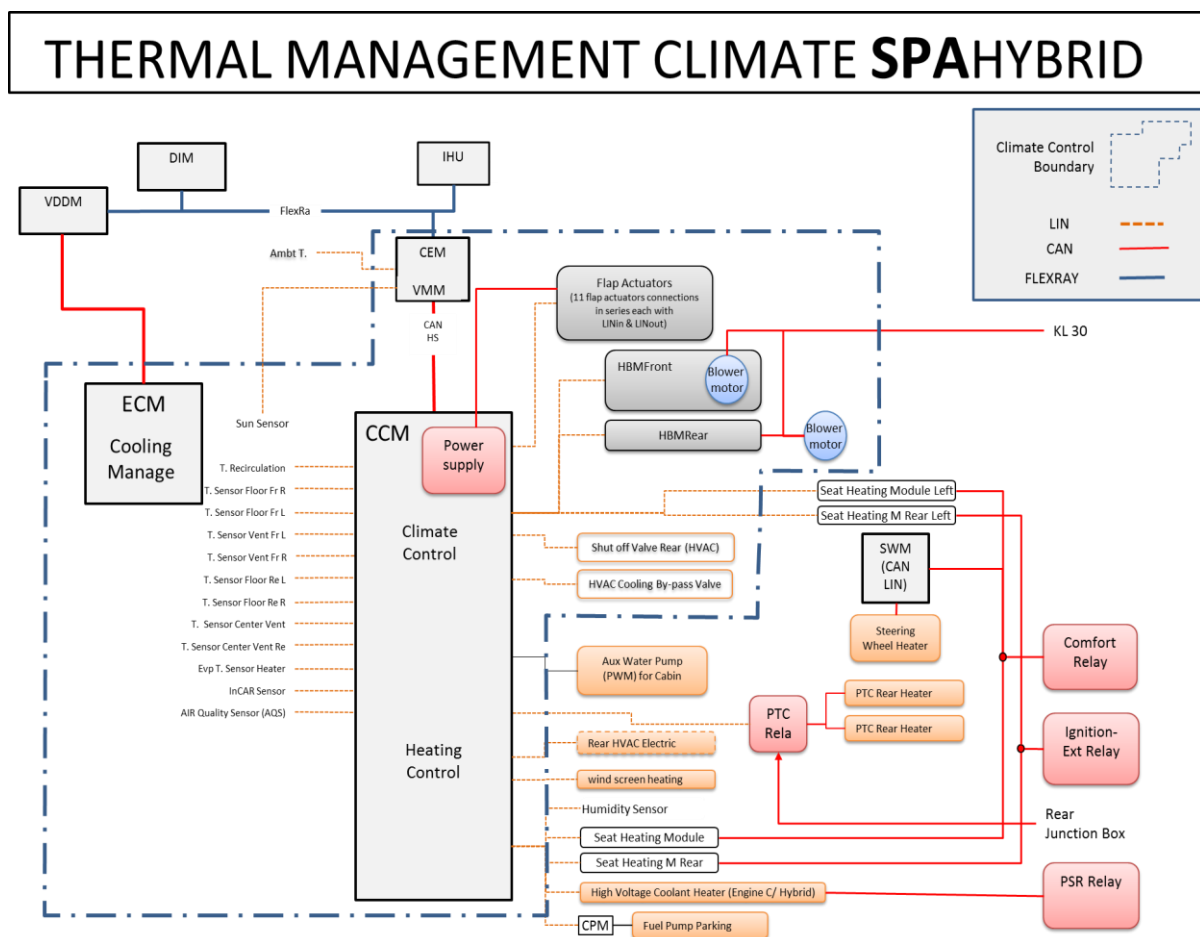 THERMAL MANAGEMENT CLIMATE SPAHYBRID
DIM
IHU
VDDM
FlexRa
Climate Control
Boundary
LIN
CAN
FLEXRAY
Ambt T.
CEM
VMM
CAN
HS
Flap Actuators
(11 flap actuators connections
in series each with
LINin & LINout)
KL 30
HBMFront
Blower
motor
HBMRear
Blower
motor
ECM
Cooling
Manage
Sun Sensor
CCM
Power
supply
Climate
Control
Heating
Control
T. Recirculation
T. Sensor Floor Fr R
T. Sensor Floor Fr L
T. Sensor Vent Fr L
T. Sensor Vent Fr R
T. Sensor Floor Re L
T. Sensor Floor Re R
T. Sensor Center Vent
T. Sensor Center Vent Re
Evp T. Sensor Heater
InCAR Sensor
AIR Quality Sensor (AQS)
Seat Heating Module Left
Seat Heating M Rear Left
Shut off Valve Rear (HVAC)
HVAC Cooling By-pass Valve
SWM
(CAN
LIN)
Steering
Wheel Heater
Aux Water Pump
(PWM) for Cabin
Comfort
Relay
PTC
Rela
PTC Rear Heater
PTC Rear Heater
Ignition-
Ext Relay
Rear HVAC Electric
wind screen heating
Humidity Sensor
Rear
Junction Box
Seat Heating Module
Seat Heating M Rear
High Voltage Coolant Heater (Engine C/ Hybrid)
PSR Relay
CPM
Fuel Pump Parking